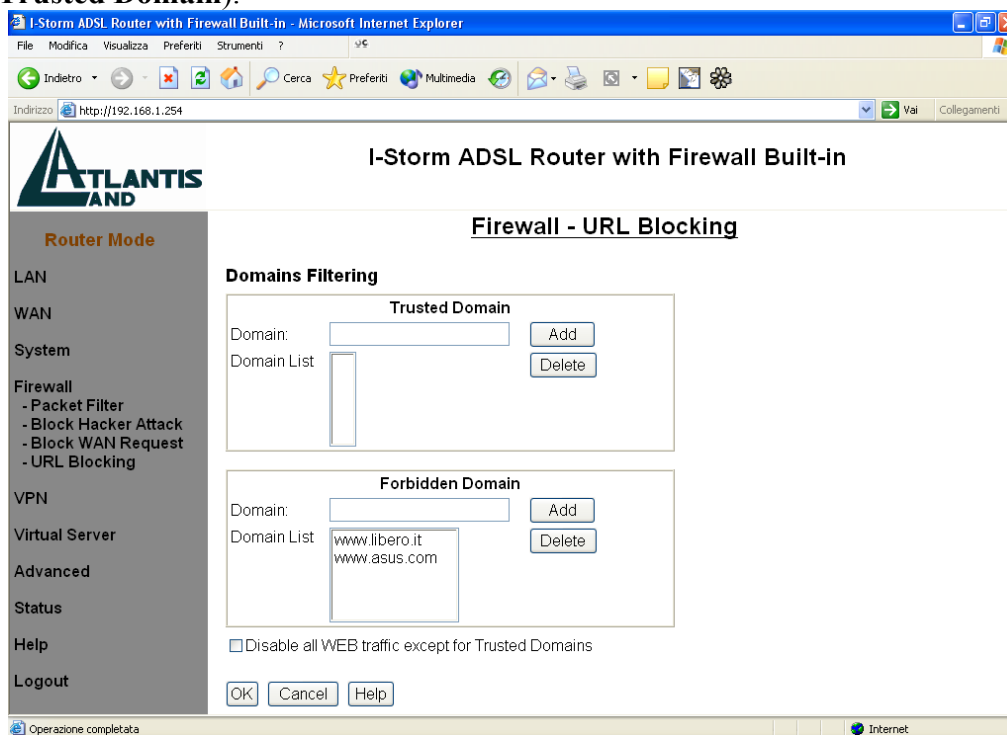 Trusted Domain).
I-Storm ADSL Router with Firewall Built-in - Microsoft Internet Explorer
File Modifica Visualizza Preferiti Strumenti ?
Indietro Cerca Preferiti Multimedia
Indirizzo http://192.168.1.254 Vai Collegamenti
ATLANTIS
LAND
I-Storm ADSL Router with Firewall Built-in
Router Mode
LAN
WAN
System
Firewall
- Packet Filter
- Block Hacker Attack
- Block WAN Request
- URL Blocking
VPN
Virtual Server
Advanced
Status
Help
Logout
Firewall - URL Blocking
Domains Filtering
Trusted Domain
Domain: Add
Domain List Delete
Forbidden Domain
Domain: Add
Domain List Delete
www.libero.it
www.asus.com
Disable all WEB traffic except for Trusted Domains
OK Cancel Help
Operazione completata Internet